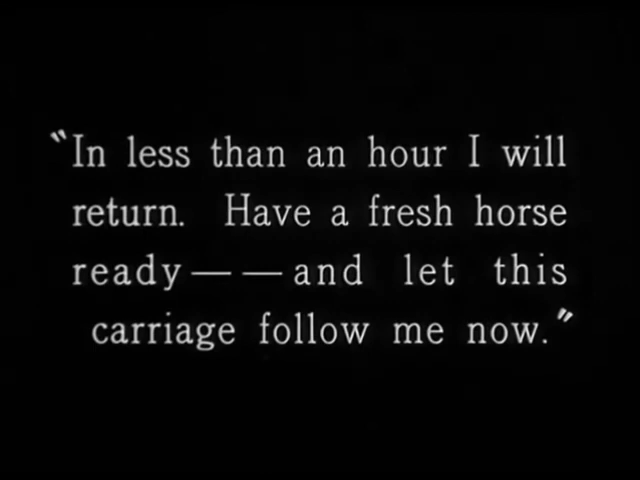 "In less than an hour I will
return. Have a fresh horse
ready — — and let this
carriage follow me now."